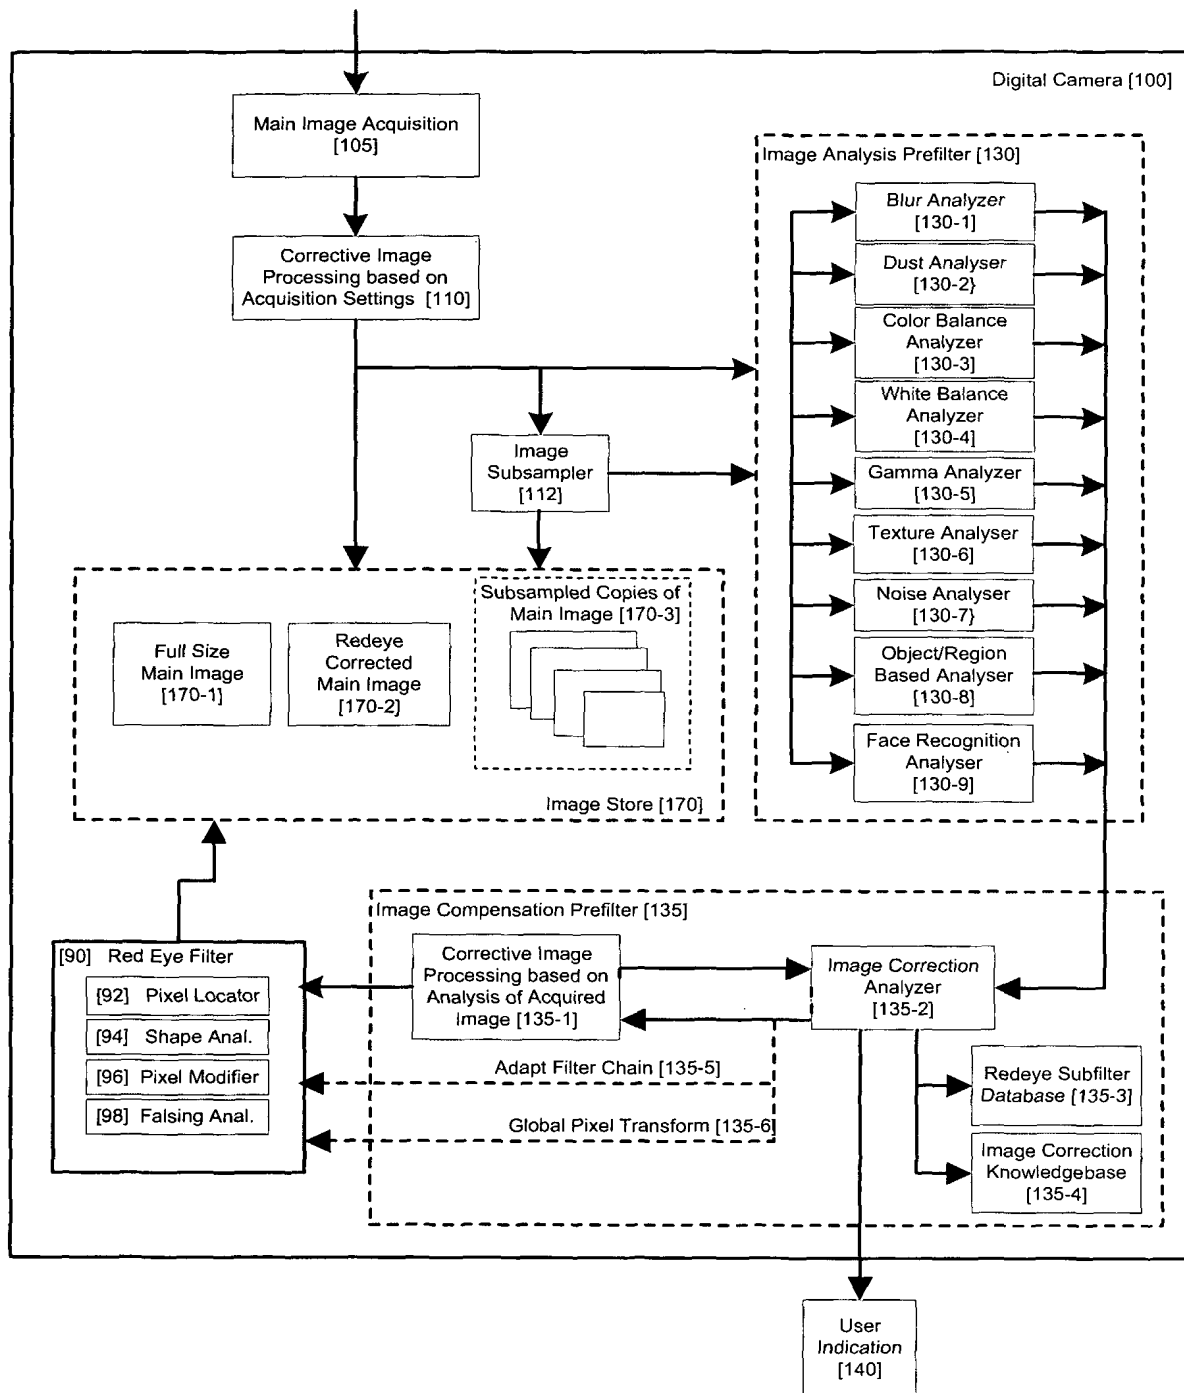 Digital Camera [100]
Main Image Acquisition
[105]
Corrective Image
Processing based on
Acquisition Settings [110]
Image
Subsampler
[112]
Image Analysis Prefilter [130]
Blur Analyzer
[130-1]
Dust Analyser
[130-2}
Color Balance
Analyzer
[130-3]
White Balance
Analyzer
[130-4]
Gamma Analyzer
[130-5]
Texture Analyser
[130-6]
Noise Analyser
[130-7}
Object/Region
Based Analyser
[130-8]
Face Recognition
Analyser
[130-9]
Full Size
Main Image
[170-1]
Redeye
Corrected
Main Image
[170-2]
Subsampled Copies of
Main Image [170-3]
Image Store [170]
[90] Red Eye Filter
[92] Pixel Locator
[94] Shape Anal.
[96] Pixel Modifier
[98] Falsing Anal.
Image Compensation Prefilter [135]
Corrective Image
Processing based on
Analysis of Acquired
Image [135-1]
Image Correction
Analyzer
[135-2]
Adapt Filter Chain [135-5]
Global Pixel Transform [135-6]
Redeye Subfilter
Database [135-3]
Image Correction
Knowledgebase
[135-4]
User
Indication
[140]